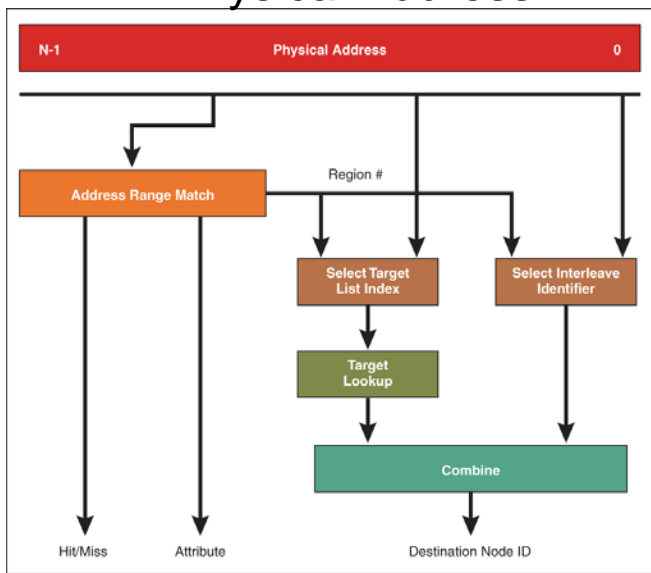 N-1 Physical Address 0
Region #
Address Range Match
Select Target
List Index
Select Interleave
Identifier
Target
Lookup
Combine
Hit/Miss Attribute Destination Node ID